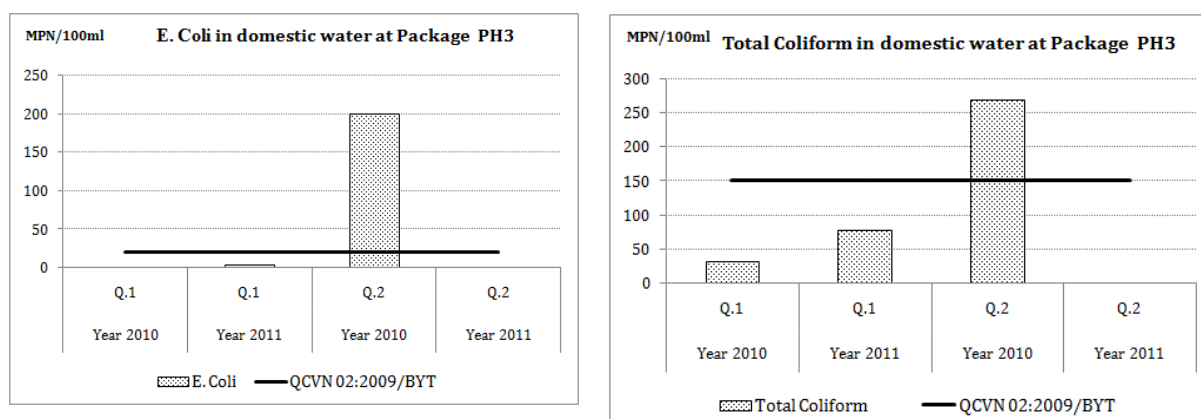 MPN/100ml E. Coli in domestic water at Package PH3
250
200
150
100
50
0
Q.1 Q.1 Q.2 Q.2
Year 2010 Year 2011 Year 2010 Year 2011
E. Coli QCVN 02:2009/BYT
MPN/100ml Total Coliform in domestic water at Package PH3
300
250
200
150
100
50
0
Q.1 Q.1 Q.2 Q.2
Year 2010 Year 2011 Year 2010 Year 2011
Total Coliform QCVN 02:2009/BYT